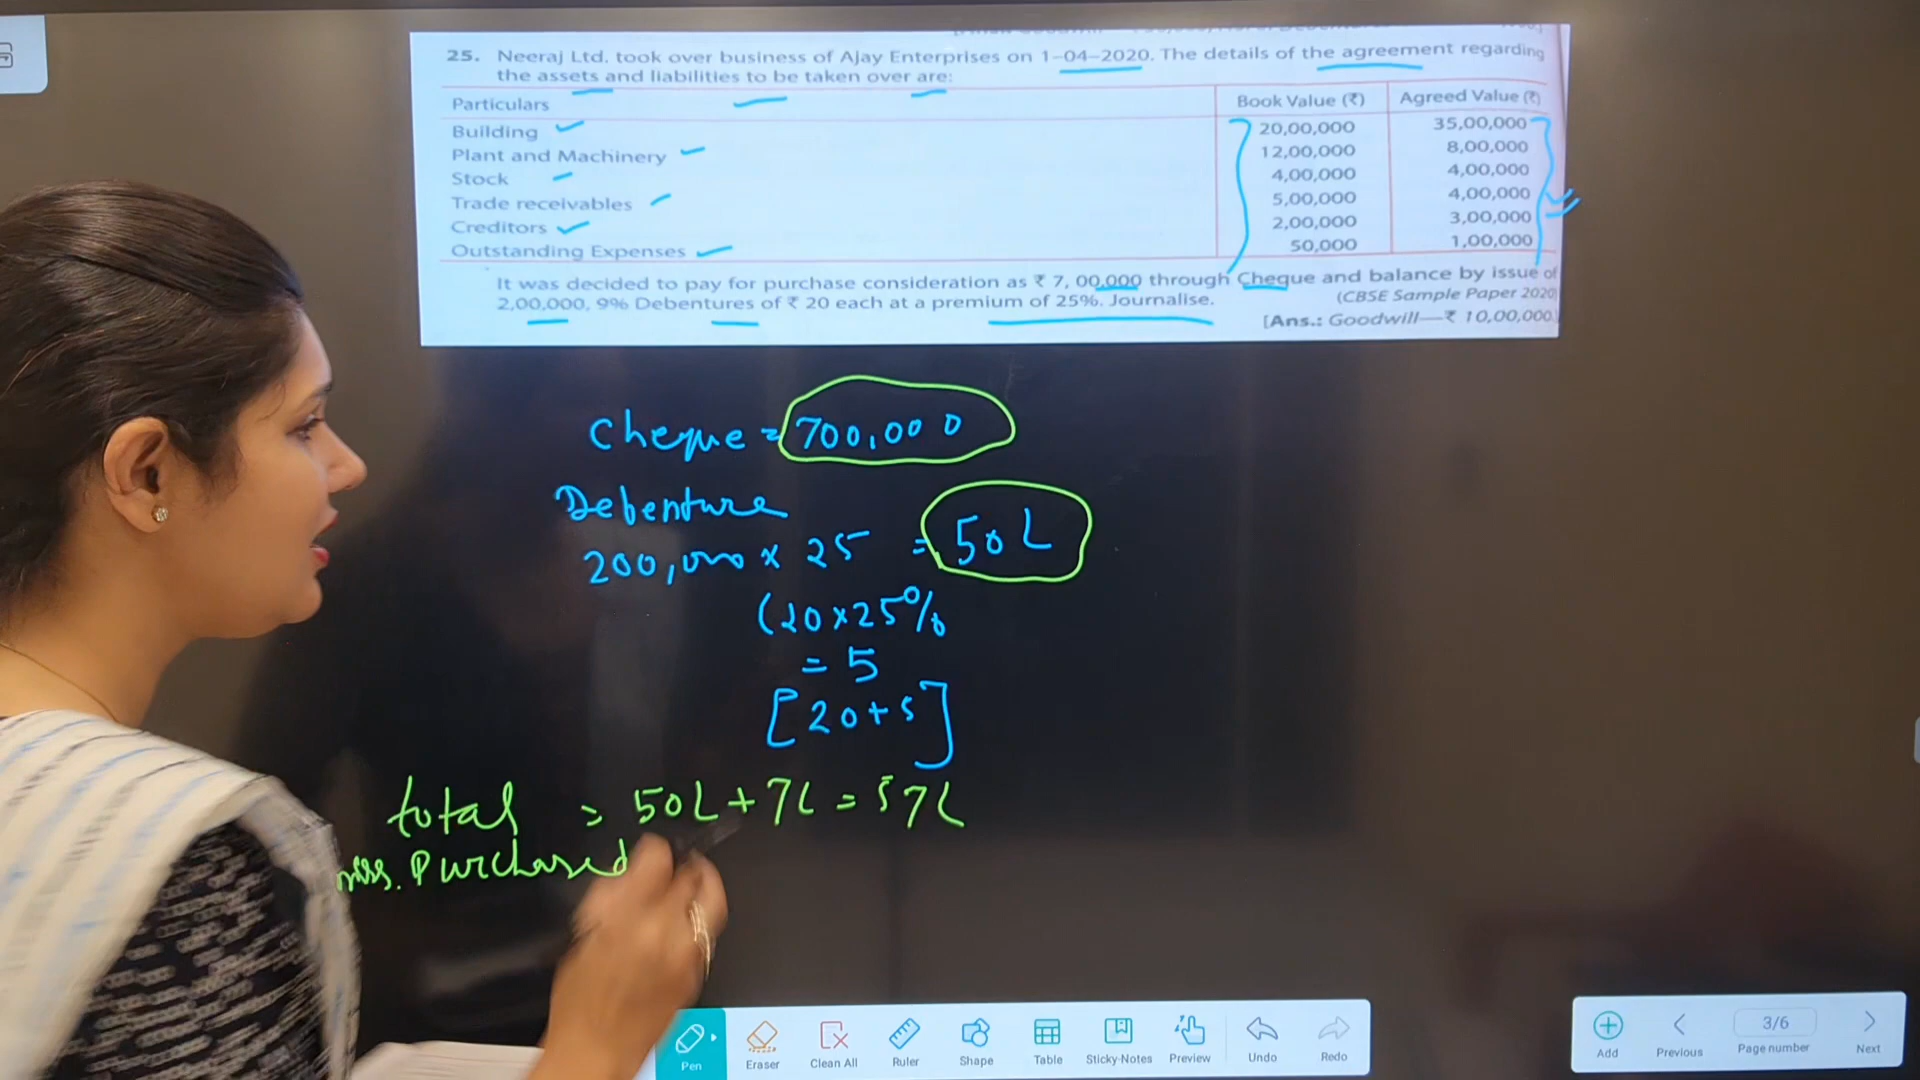 25. Neeraj Ltd. took over business of Ajay Enterprises on 1–04–2020. The details of the agreement regarding
the assets and liabilities to be taken over are:
Particulars Book Value (₹) Agreed Value (₹)
Building 20,00,000 35,00,000
Plant and Machinery 12,00,000 8,00,000
Stock 4,00,000 4,00,000
Trade receivables 5,00,000 4,00,000
Creditors 2,00,000 3,00,000
Outstanding Expenses 50,000 1,00,000
It was decided to pay for purchase consideration as ₹ 7, 00,000 through Cheque and balance by issue of
2,00,000, 9% Debentures of ₹ 20 each at a premium of 25%. Journalise.
(CBSE Sample Paper 2020)
[Ans.: Goodwill—₹ 10,00,000.
Cheque = 700,000
Debenture
200,000 x 25 = 50 L
(20x25%
= 5
[20+5]
total = 50L + 7L = 57L
Purchased
Pen
Eraser
Clean All
Ruler
Shape
Table
Sticky-Notes
Preview
Undo
Redo
Add
Previous
3/6
Page number
Next